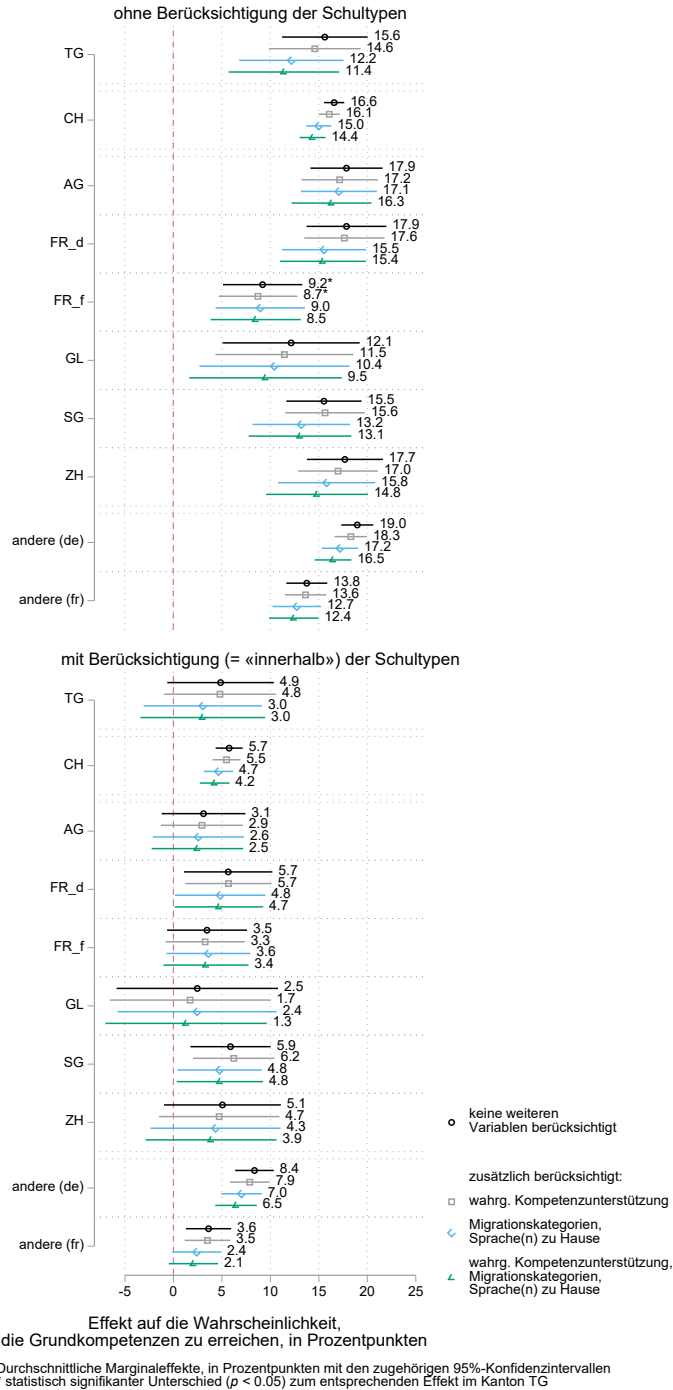 ohne Berücksichtigung der Schultypen
TG
15.6
14.6
12.2
11.4
CH
16.6
16.1
15.0
14.4
AG
17.9
17.2
17.1
16.3
FR_d
17.9
17.6
15.5
15.4
FR_f
9.2*
8.7*
9.0
8.5
GL
12.1
11.5
10.4
9.5
SG
15.5
15.6
13.2
13.1
ZH
17.7
17.0
15.8
14.8
andere (de)
19.0
18.3
17.2
16.5
andere (fr)
13.8
13.6
12.7
12.4
mit Berücksichtigung (= «innerhalb») der Schultypen
TG
4.9
4.8
3.0
3.0
CH
5.7
5.5
4.7
4.2
AG
3.1
2.9
2.6
2.5
FR_d
5.7
5.7
4.8
4.7
FR_f
3.5
3.3
3.6
3.4
GL
2.5
1.7
2.4
1.3
SG
5.9
6.2
4.8
4.8
ZH
5.1
4.7
4.3
3.9
andere (de)
8.4
7.9
7.0
6.5
andere (fr)
3.6
3.5
2.4
2.1
-5 0 5 10 15 20 25
Effekt auf die Wahrscheinlichkeit,
die Grundkompetenzen zu erreichen, in Prozentpunkten
keine weiteren
Variablen berücksichtigt
zusätzlich berücksichtigt:
wahrg. Kompetenzunterstützung
Migrationskategorien,
Sprache(n) zu Hause
wahrg. Kompetenzunterstützung,
Migrationskategorien,
Sprache(n) zu Hause
Durchschnittliche Marginaleffekte, in Prozentpunkten mit den zugehörigen 95%-Konfidenzintervallen
* statistisch signifikanter Unterschied (p < 0.05) zum entsprechenden Effekt im Kanton TG